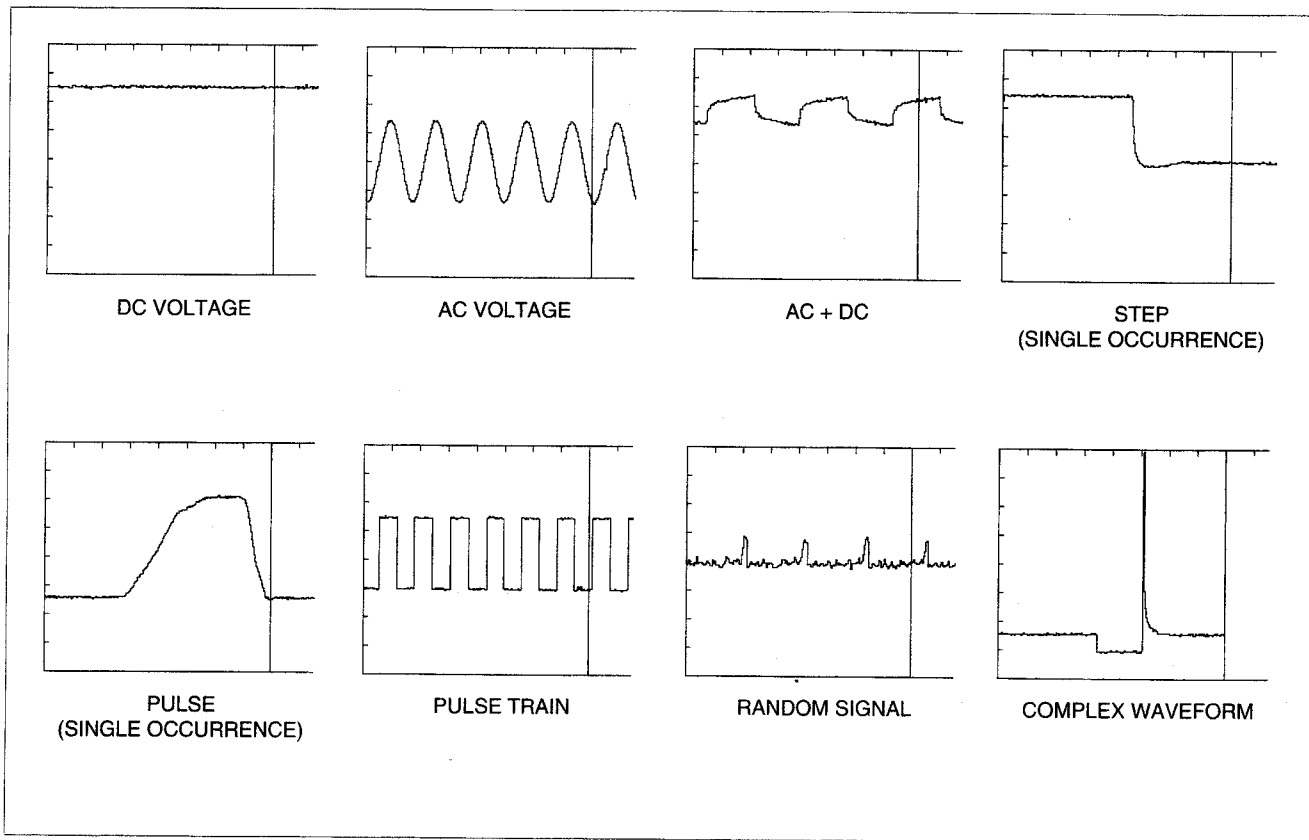 DC VOLTAGE
AC VOLTAGE
AC + DC
STEP
(SINGLE OCCURRENCE)
PULSE
(SINGLE OCCURRENCE)
PULSE TRAIN
RANDOM SIGNAL
COMPLEX WAVEFORM